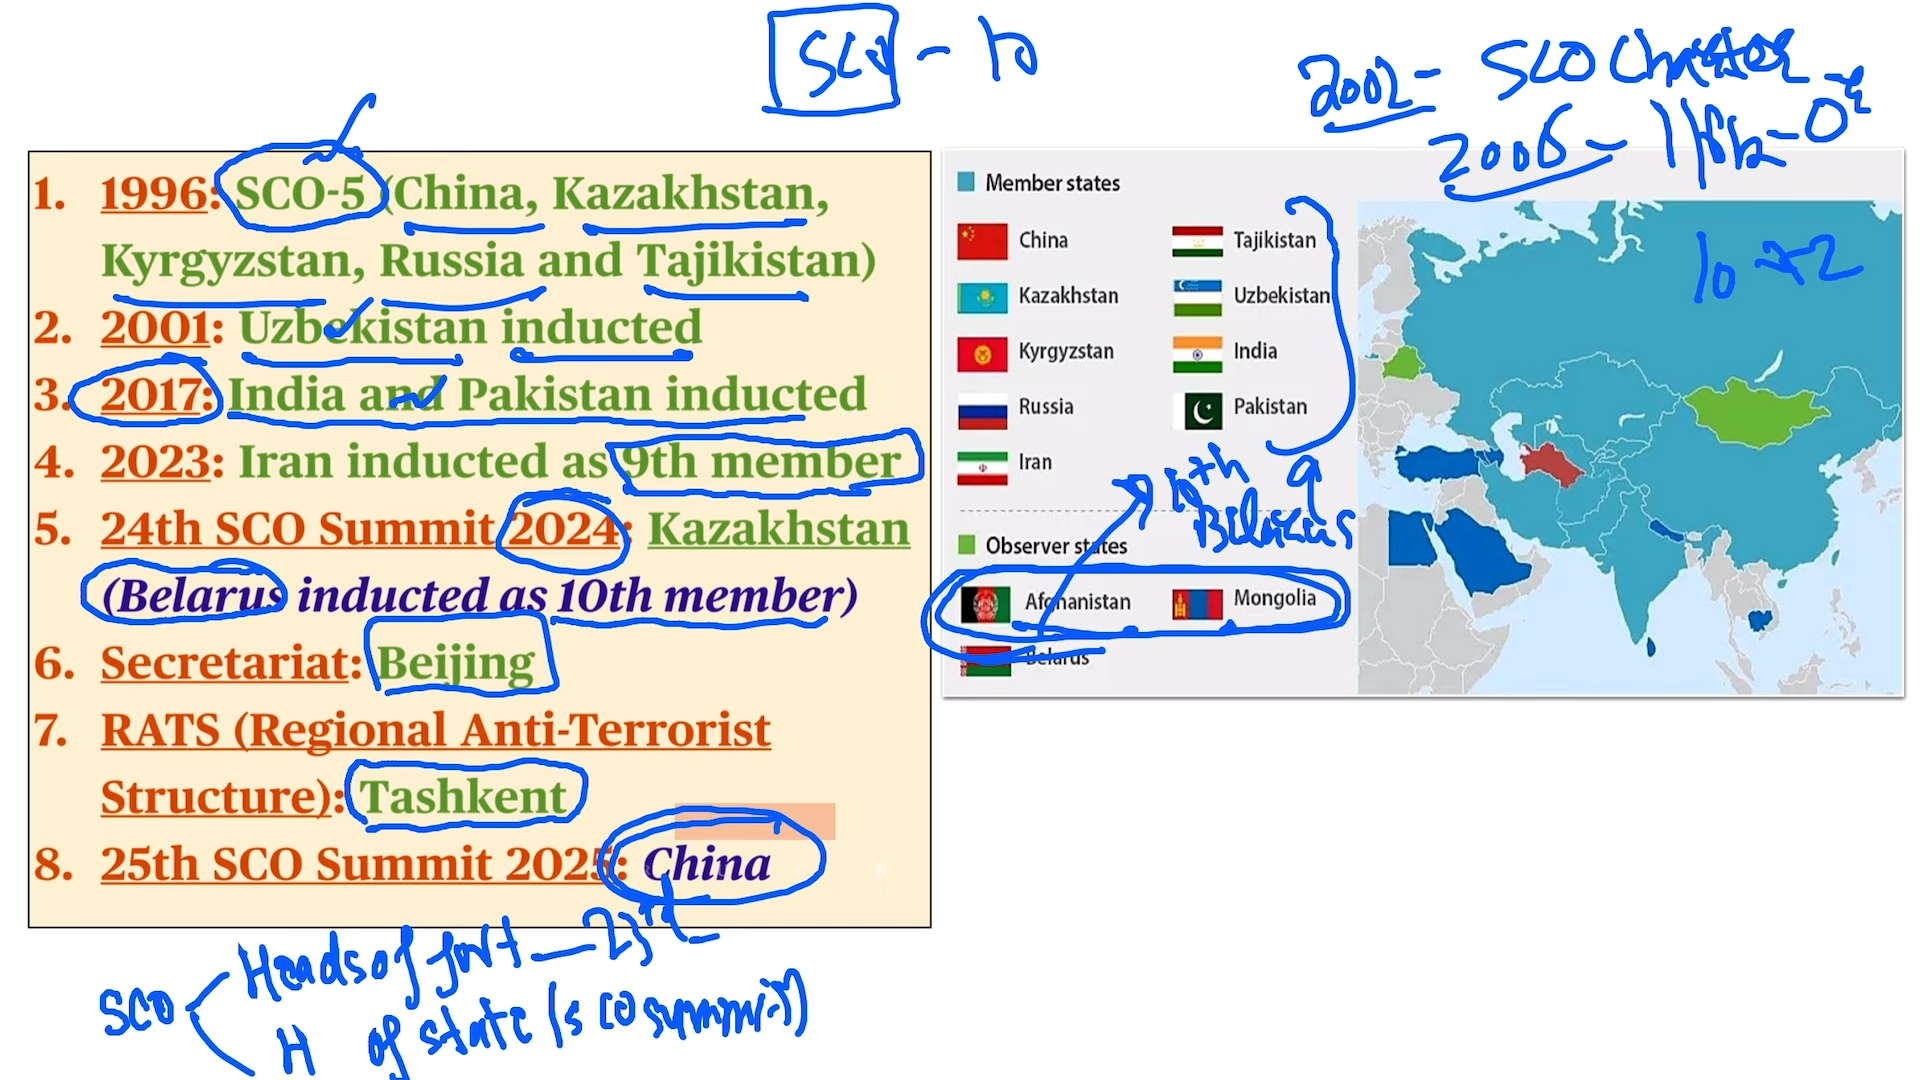 SCO - 10
2002 - SCO Charter
2006 -
10 + 2
1. 1996: SCO-5 (China, Kazakhstan,
Kyrgyzstan, Russia and Tajikistan)
2. 2001: Uzbekistan inducted
3. 2017: India and Pakistan inducted
4. 2023: Iran inducted as 9th member
5. 24th SCO Summit 2024: Kazakhstan
(Belarus inducted as 10th member)
6. Secretariat: Beijing
7. RATS (Regional Anti-Terrorist
Structure): Tashkent
8. 25th SCO Summit 2025: China
Member states
China Tajikistan
Kazakhstan Uzbekistan
Kyrgyzstan India
Russia Pakistan
Iran
9
10th
Belarus
Observer states
Afghanistan Mongolia
Belarus
SCO
Heads of Govt - 23rd
H of state (SCO summit)